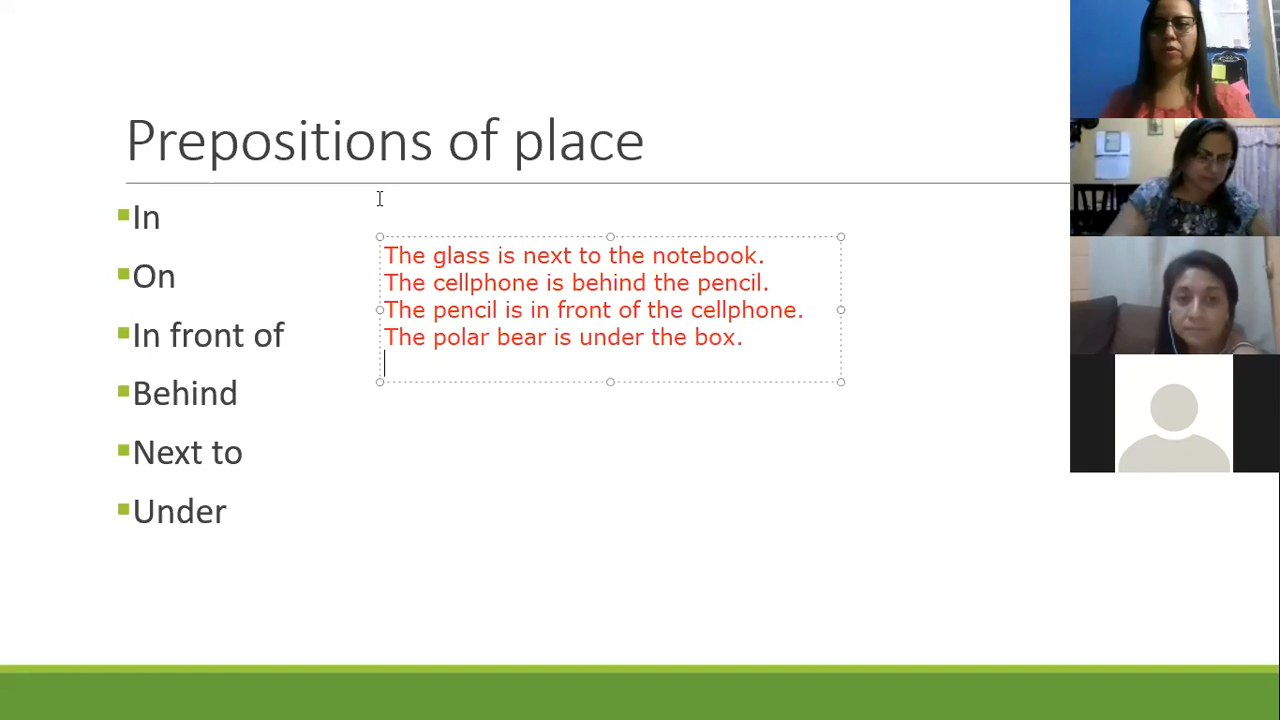 Prepositions of place
In
On
In front of
Behind
Next to
Under
The glass is next to the notebook.
The cellphone is behind the pencil.
The pencil is in front of the cellphone.
The polar bear is under the box.